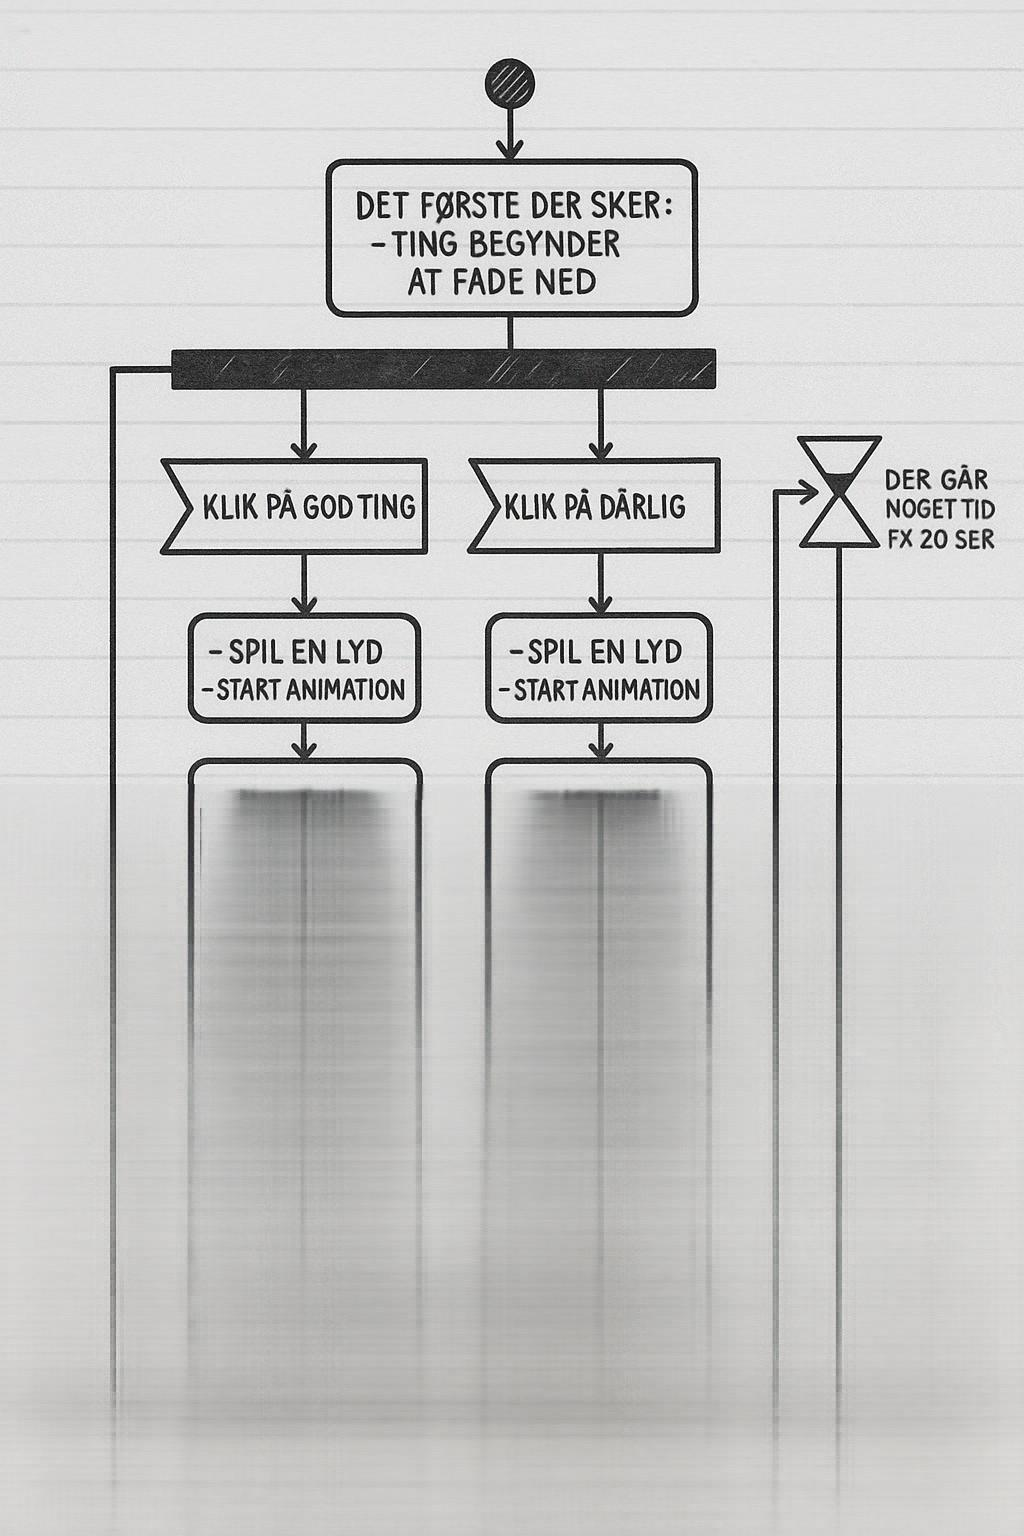 DET FØRSTE DER SKER:
- TING BEGYNDER
AT FADE NED
KLIK PÅ GOD TING
KLIK PÅ DÅRLIG
DER GÅR
NOGET TID
FX 20 SER
- SPIL EN LYD
- START ANIMATION
- SPIL EN LYD
- START ANIMATION